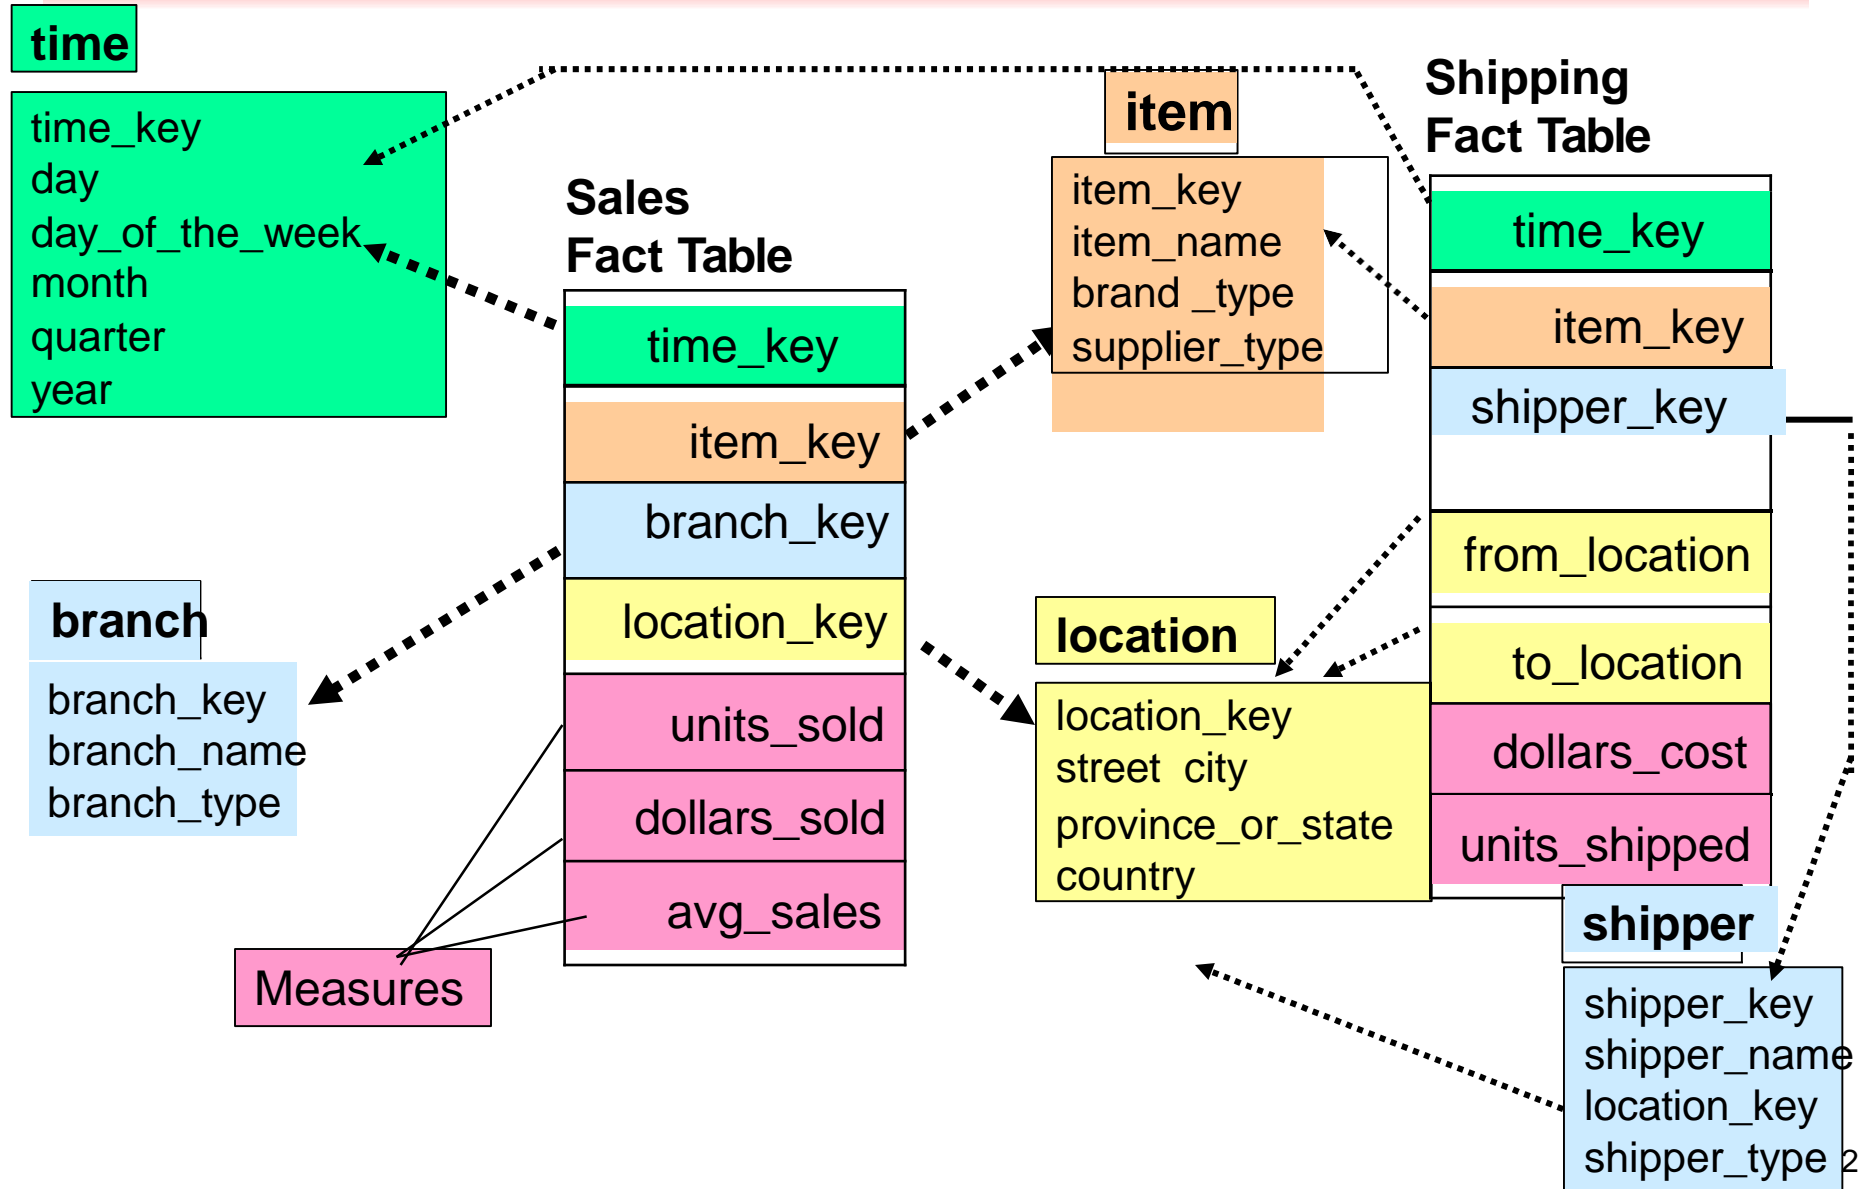 time
time_key
day
day_of_the_week
month
quarter
year
Sales
Fact Table
time_key
item_key
branch_key
location_key
units_sold
dollars_sold
avg_sales
Measures
branch
branch_key
branch_name
branch_type
item
item_key
item_name
brand _type
supplier_type
location
location_key
street city
province_or_state
country
Shipping
Fact Table
time_key
item_key
shipper_key
from_location
to_location
dollars_cost
units_shipped
shipper
shipper_key
shipper_name
location_key
shipper_type
2